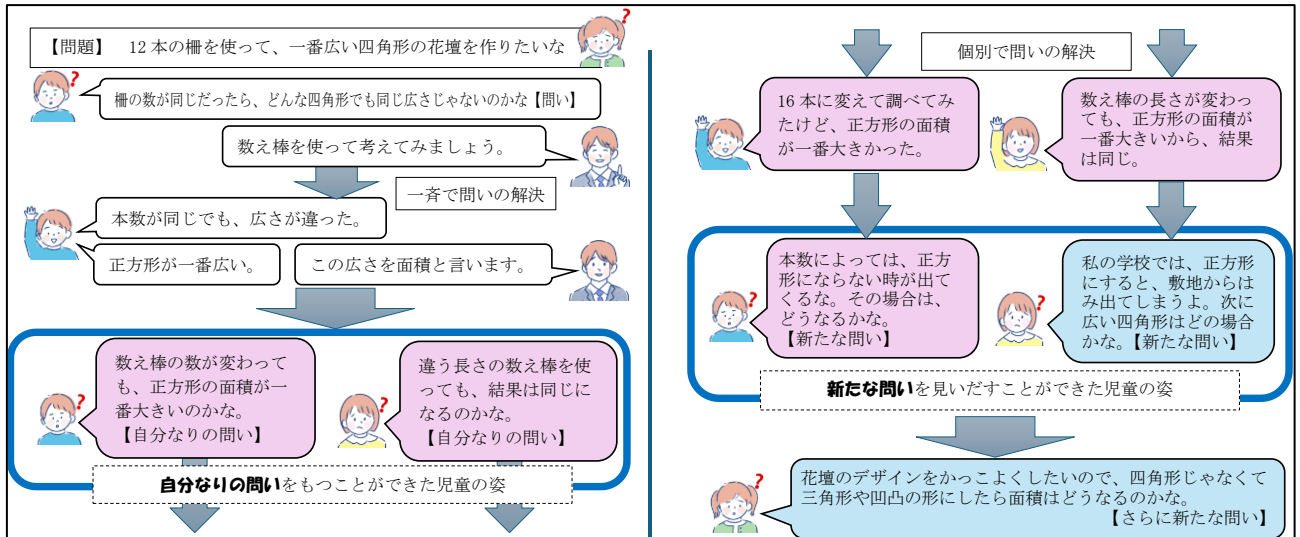 【問題】 12本の柵を使って、一番広い四角形の花壇を作りたいな
柵の数が同じだったら、どんな四角形でも同じ広さじゃないのかな【問い】
数え棒を使って考えてみましょう。
一斉で問いの解決
本数が同じでも、広さが違った。
正方形が一番広い。
この広さを面積と言います。
数え棒の数が変わって
も、正方形の面積が一
番大きいのかな。
【自分なりの問い】
違う長さの数え棒を使
っても、結果は同じに
なるのかな。
【自分なりの問い】
自分なりの問いをもつことができた児童の姿
個別で問いの解決
16本に変えて調べてみ
たけど、正方形の面積
が一番大きかった。
数え棒の長さが変わっ
ても、正方形の面積が
一番大きいから、結果
は同じ。
本数によっては、正方
形にならない時が出て
くるな。その場合は、
どうなるかな。
【新たな問い】
私の学校では、正方形
にすると、敷地からは
み出てしまうよ。次に
広い四角形はどの場合
かな。【新たな問い】
新たな問いを見いだすことができた児童の姿
花壇のデザインをかっこよくしたいので、四角形じゃなくて
三角形や凹凸の形にしたら面積はどうなるのかな。
【さらに新たな問い】